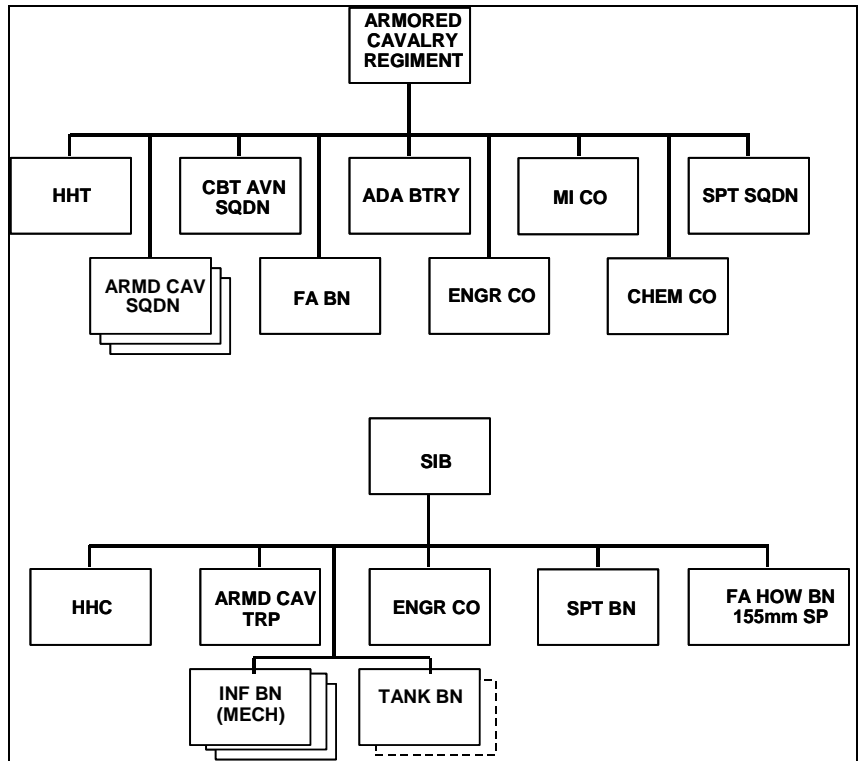 ARMORED
CAVALRY
REGIMENT
HHT
CBT AVN
SQDN
ADA BTRY
MI CO
SPT SQDN
ARMD CAV
SQDN
FA BN
ENGR CO
CHEM CO
SIB
HHC
ARMD CAV
TRP
ENGR CO
SPT BN
FA HOW BN
155mm SP
INF BN
(MECH)
TANK BN